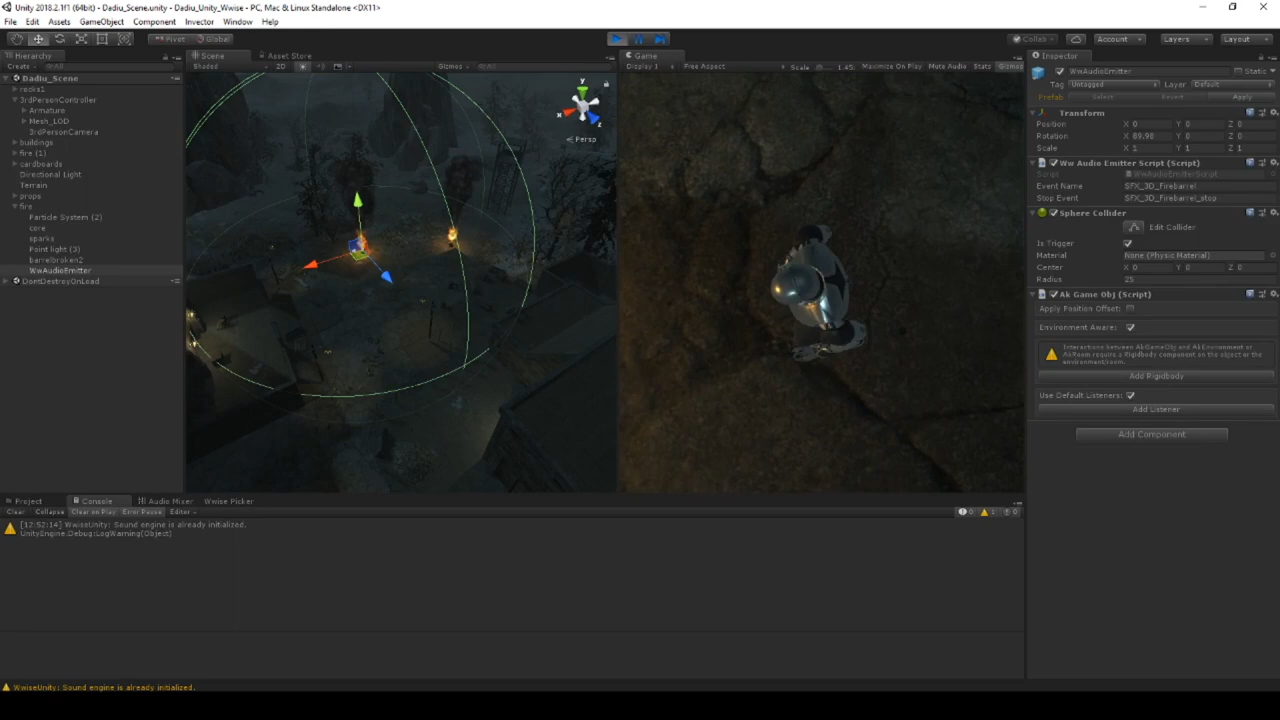 Unity 2018.2.1f1 (64bit) - Dadiu_Scene.unity - Dadiu_Unity_Wwise - PC, Mac & Linux Standalone <DX11>
File Edit Assets GameObject Component Invector Window Help
Pivot Global Collab Account Layers Layout
Hierarchy
Create All
Dadiu_Scene
rocks1
3rdPersonController
Armature
Mesh_LOD
3rdPersonCamera
buildings
fire (1)
cardboards
Directional Light
Terrain
props
fire
Particle System (2)
core
sparks
Point light (3)
barrelbroken2
WwAudioEmitter
DontDestroyOnLoad
Scene Asset Store
Shaded 2D Gizmos All
y
x
z
Persp
Game
Display 1 Free Aspect Scale 1.45 Maximize On Play Mute Audio Stats Gizmos
Inspector
WwAudioEmitter Static
Tag Untagged Layer Default
Prefab Select Revert Apply
Transform
Position X 0 Y 0 Z 0
Rotation X 89.98 Y 0 Z 0
Scale X 1 Y 1 Z 1
Ww Audio Emitter Script (Script)
Script WwAudioEmitterScript
Event Name SFX_3D_Firebarrel
Stop Event SFX_3D_Firebarrel_stop
Sphere Collider
Edit Collider
Is Trigger
Material None (Physic Material)
Center X 0 Y 0 Z 0
Radius 25
Ak Game Obj (Script)
Apply Position Offset:
Environment Aware:
Interactions between AkGameObj and AkEnvironment or
AkRoom require a Rigidbody component on the object or the
environment/room.
Add Rigidbody
Use Default Listeners:
Add Listener
Add Component
Project Console Audio Mixer Wwise Picker
Clear Collapse Clear on Play Error Pause Editor 0 1 0
[12:52:14] WwiseUnity: Sound engine is already initialized.
UnityEngine.Debug:LogWarning(Object)
WwiseUnity: Sound engine is already initialized.